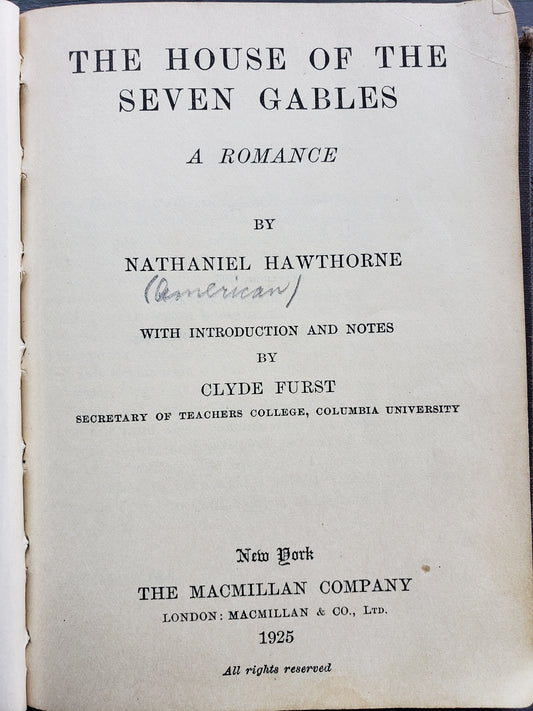 THE HOUSE OF THE
SEVEN GABLES
A ROMANCE
BY
NATHANIEL HAWTHORNE
(American)
WITH INTRODUCTION AND NOTES
BY
CLYDE FURST
SECRETARY OF TEACHERS COLLEGE, COLUMBIA UNIVERSITY
New York
THE MACMILLAN COMPANY
LONDON: MACMILLAN & CO., LTD.
1925
All rights reserved